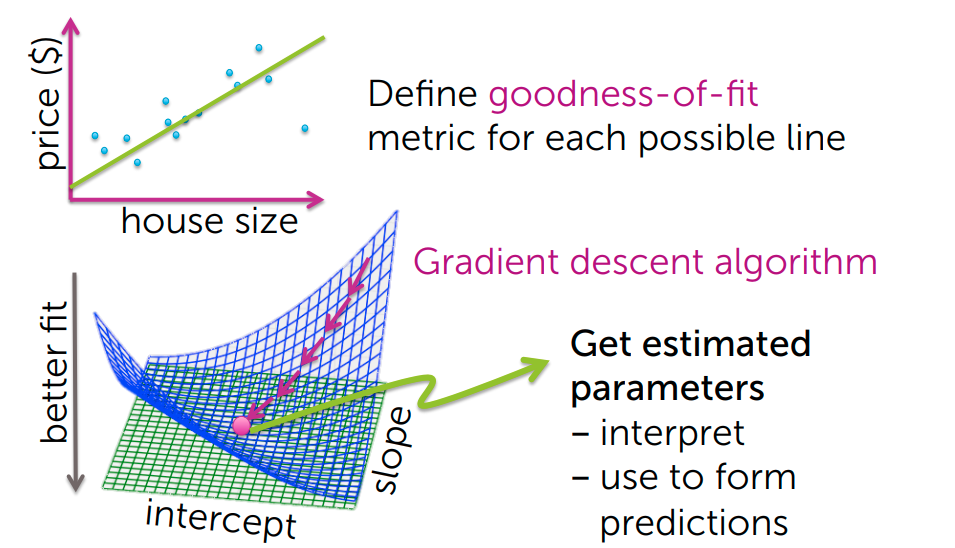 price ($)
house size
Define goodness-of-fit
metric for each possible line
Gradient descent algorithm
better fit
intercept
slope
Get estimated
parameters
– interpret
– use to form
predictions